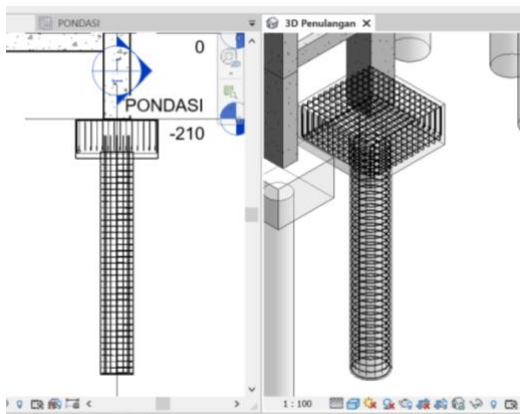 PONDASI
3D Penulangan
0
PONDASI
-210
1 : 100